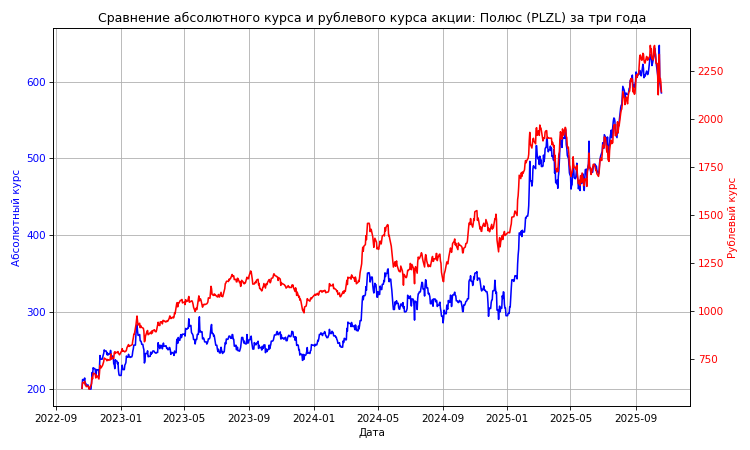 Сравнение абсолютного курса и рублевого курса акции: Полюс (PLZL) за три года
600
500
400
300
200
Абсолютный курс
2250
2000
1750
1500
1250
1000
750
Рублевый курс
2022-09 2023-01 2023-05 2023-09 2024-01 2024-05 2024-09 2025-01 2025-05 2025-09
Дата